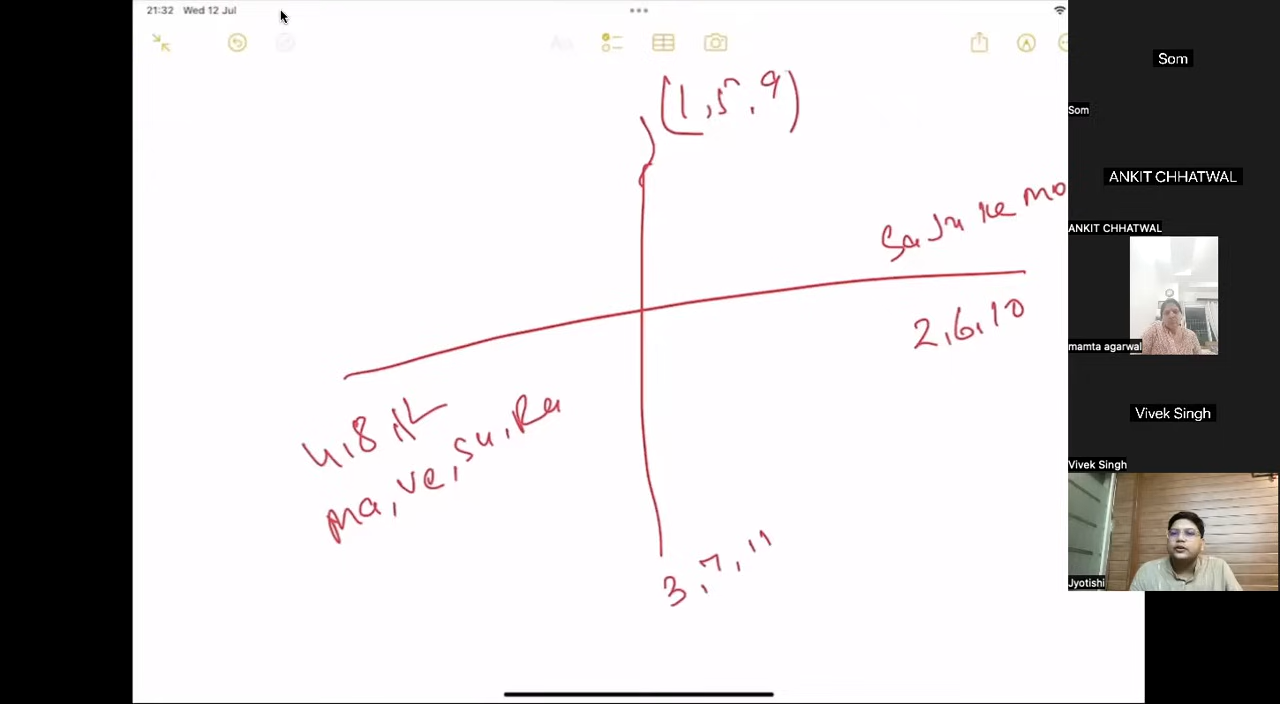 21:32 Wed 12 Jul
Aa
(1,5,9)
Sa Ju Ke Mo
2,6,10
4,8,12
Ma, Ve, Su, Ra
3,7,11
Som
Som
ANKIT CHHATWAL
ANKIT CHHATWAL
mamta agarwal
Vivek Singh
Vivek Singh
Jyotishi